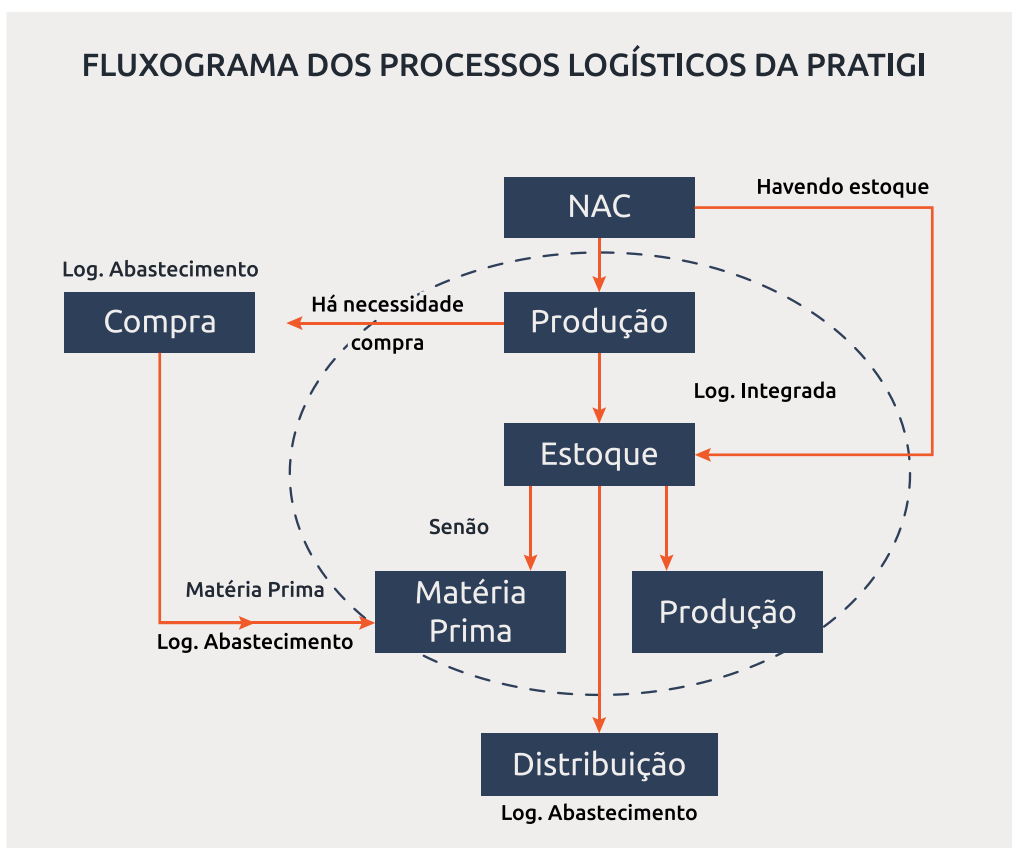 FLUXOGRAMA DOS PROCESSOS LOGÍSTICOS DA PRATIGI
NAC
Havendo estoque
Log. Abastecimento
Compra
Há necessidade
compra
Produção
Log. Integrada
Estoque
Senão
Matéria Prima
Log. Abastecimento
Matéria
Prima
Produção
Distribuição
Log. Abastecimento